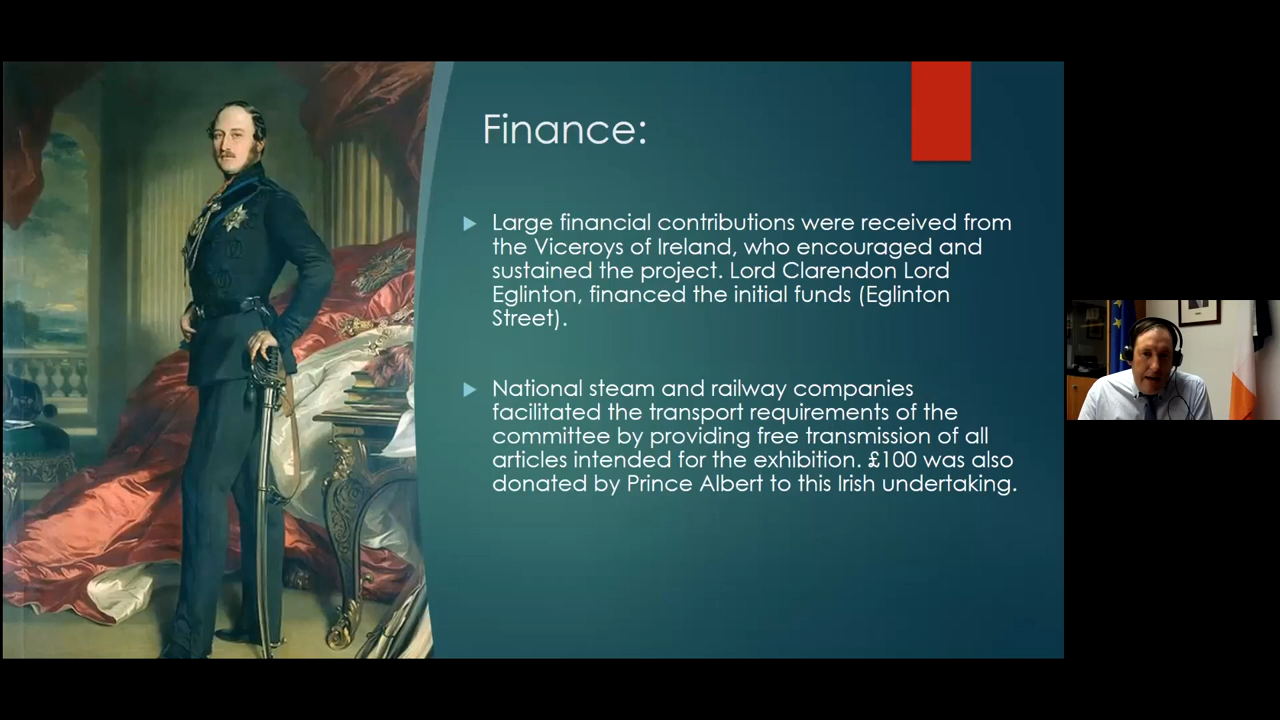 Finance:
Large financial contributions were received from
the Viceroys of Ireland, who encouraged and
sustained the project. Lord Clarendon Lord
Eglinton, financed the initial funds (Eglinton
Street).
National steam and railway companies
facilitated the transport requirements of the
committee by providing free transmission of all
articles intended for the exhibition. £100 was also
donated by Prince Albert to this Irish undertaking.